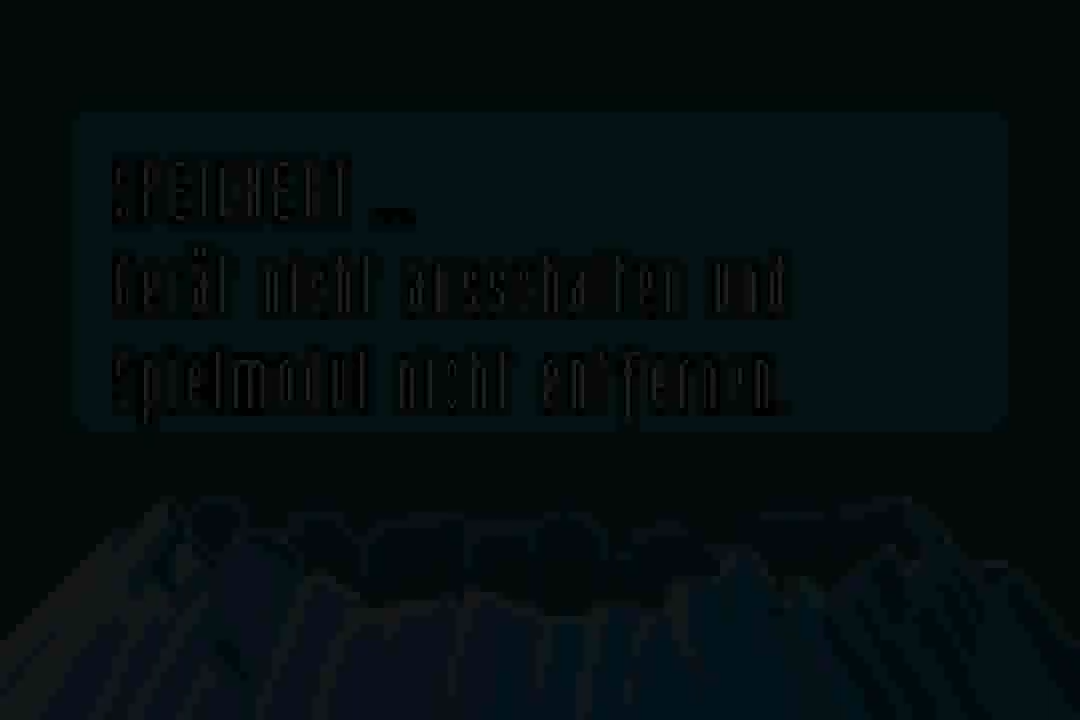 SPEICHERT …
Gerät nicht ausschalten und
Spielmodul nicht entfernen.